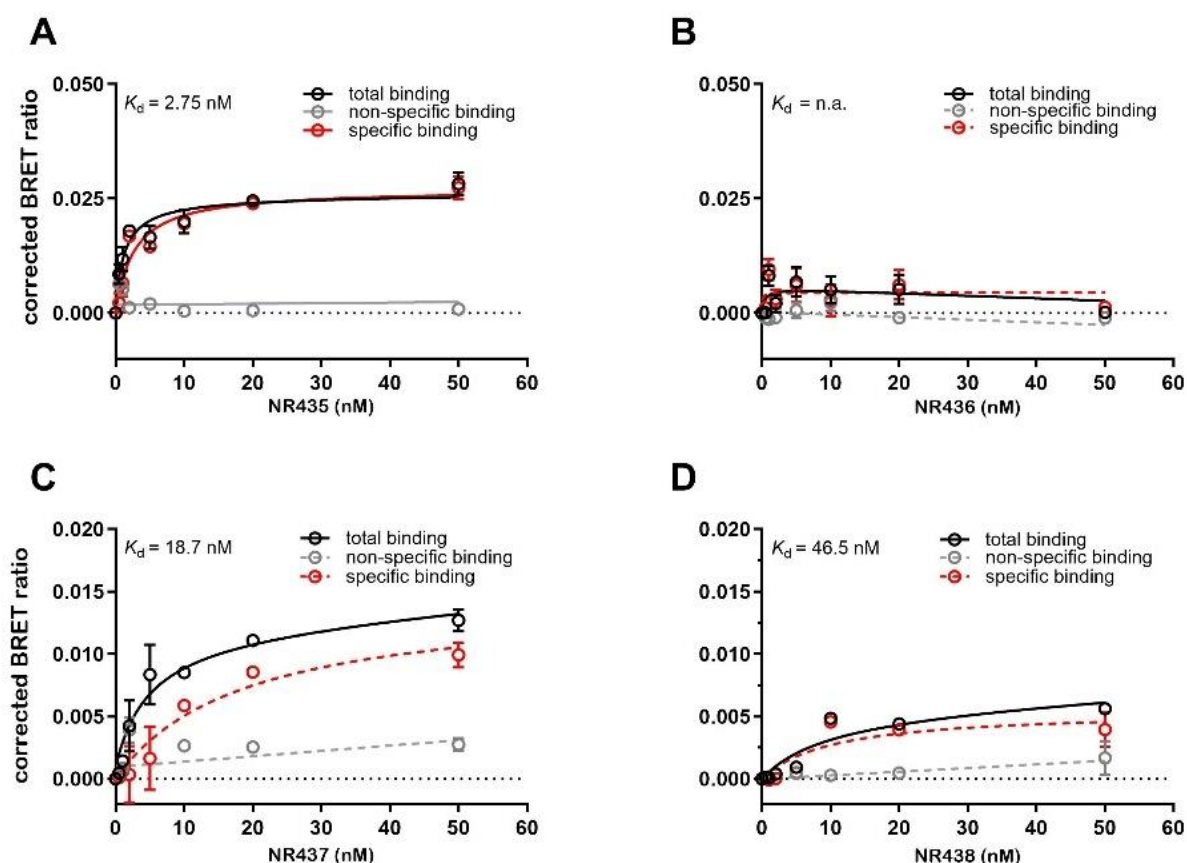 A
corrected BRET ratio
0.050
0.025
0.000
Kd = 2.75 nM
total binding
non-specific binding
specific binding
0 10 20 30 40 50 60
NR435 (nM)
B
0.050
0.025
0.000
Kd = n.a.
total binding
non-specific binding
specific binding
0 10 20 30 40 50 60
NR436 (nM)
C
corrected BRET ratio
0.020
0.015
0.010
0.005
0.000
Kd = 18.7 nM
total binding
non-specific binding
specific binding
0 10 20 30 40 50 60
NR437 (nM)
D
0.020
0.015
0.010
0.005
0.000
Kd = 46.5 nM
total binding
non-specific binding
specific binding
0 10 20 30 40 50 60
NR438 (nM)